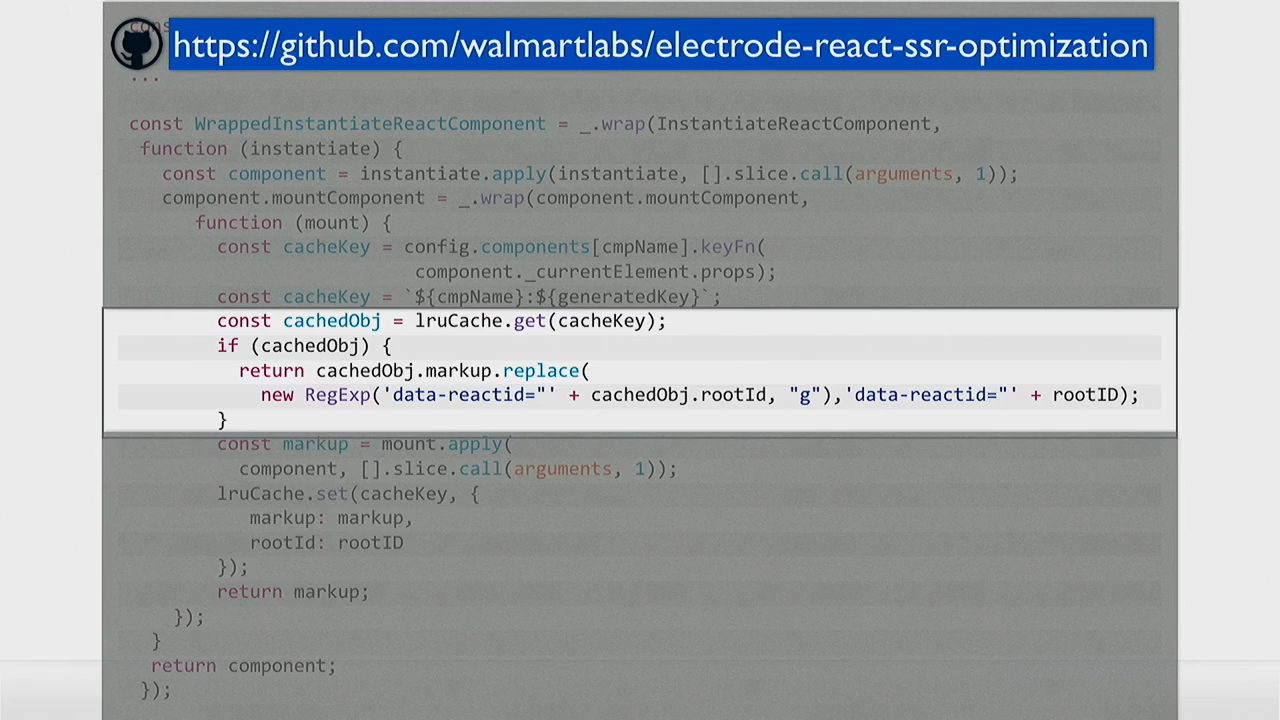 cons
https://github.com/walmartlabs/electrode-react-ssr-optimization
...
const WrappedInstantiateReactComponent = _.wrap(InstantiateReactComponent,
function (instantiate) {
const component = instantiate.apply(instantiate, [].slice.call(arguments, 1));
component.mountComponent = _.wrap(component.mountComponent,
function (mount) {
const cacheKey = config.components[cmpName].keyFn(
component._currentElement.props);
const cacheKey = `${cmpName}:${generatedKey}`;
const cachedObj = lruCache.get(cacheKey);
if (cachedObj) {
return cachedObj.markup.replace(
new RegExp('data-reactid="' + cachedObj.rootId, "g"),'data-reactid="' + rootID);
}
const markup = mount.apply(
component, [].slice.call(arguments, 1));
lruCache.set(cacheKey, {
markup: markup,
rootId: rootID
});
return markup;
});
}
return component;
});